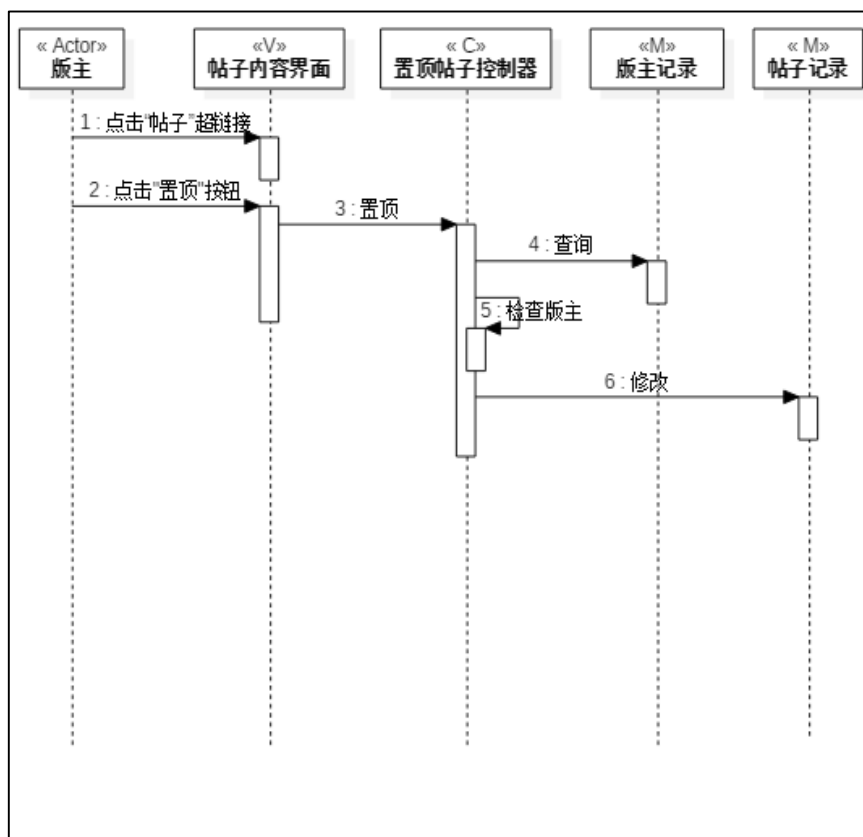 « Actor»
版主
«V»
帖子内容界面
« C»
置顶帖子控制器
«M»
版主记录
« M»
帖子记录
1 : 点击“帖子”超链接
2 : 点击“置顶”按钮
3 : 置顶
4 : 查询
5 : 检查版主
6 : 修改